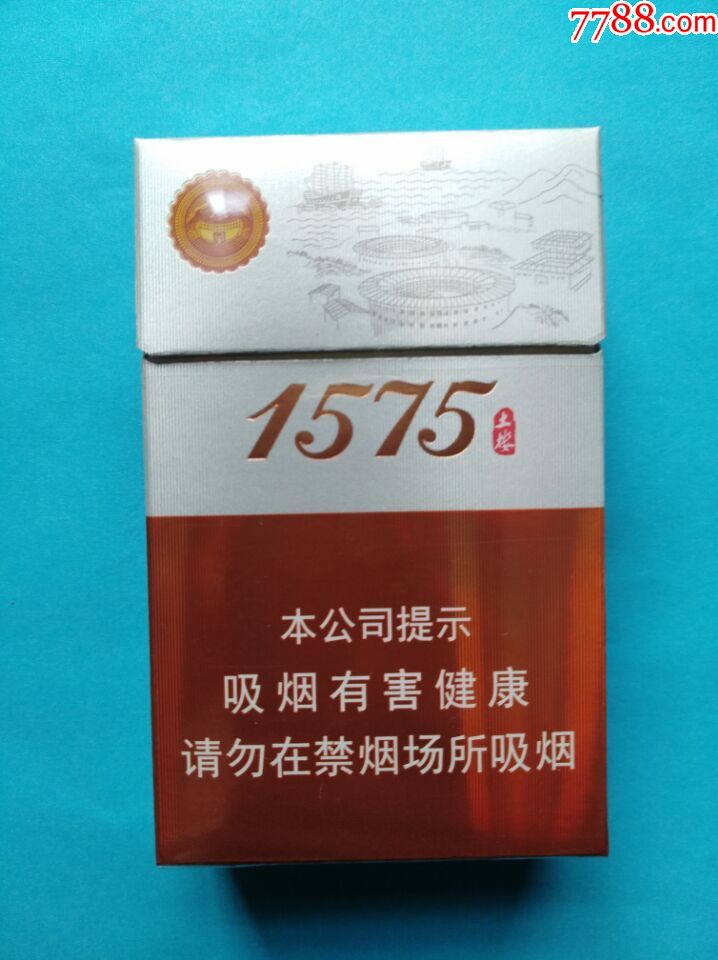 7788.com
1575
土楼
本公司提示
吸烟有害健康
请勿在禁烟场所吸烟